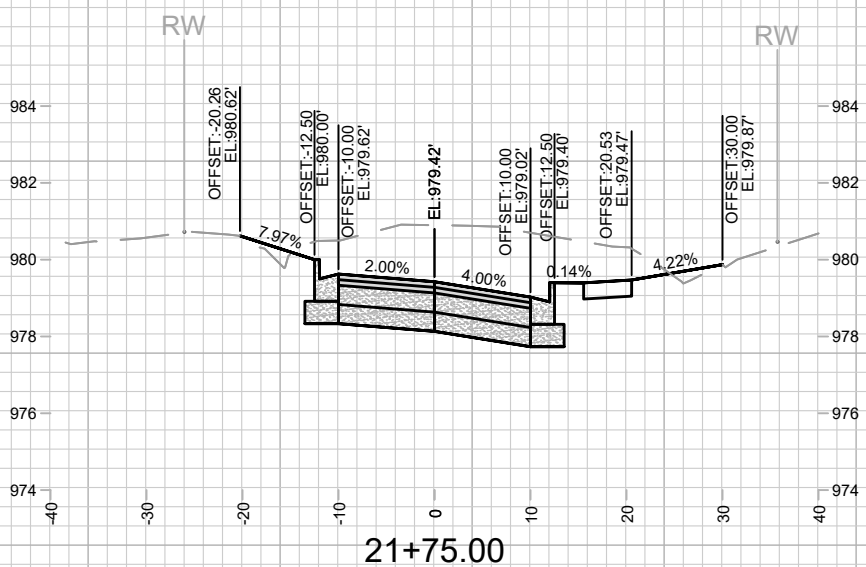 RW
RW
OFFSET:-20.26
EL:980.62'
OFFSET:-12.50
EL:980.00'
OFFSET:-10.00
EL:979.62'
EL:979.42'
OFFSET:10.00
EL:979.02'
OFFSET:12.50
EL:979.40'
OFFSET:20.53
EL:979.47'
OFFSET:30.00
EL:979.87'
984
984
982
982
980
980
978
978
976
976
974
974
7.97%
2.00%
4.00%
0.14%
4.22%
-40
-30
-20
-10
0
10
20
30
40
21+75.00